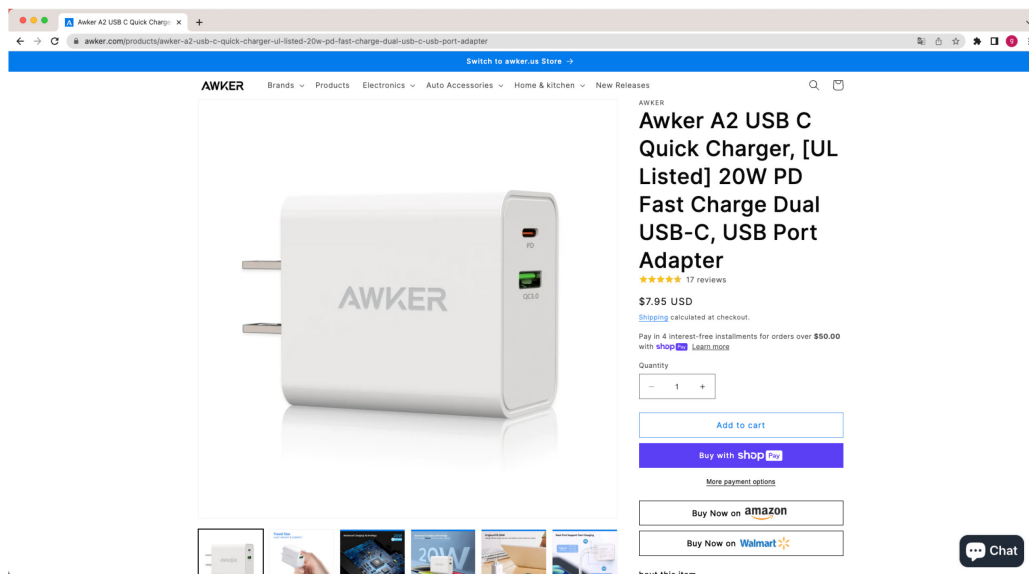 Awker A2 USB C Quick Charge
awker.com/products/awker-a2-usb-c-quick-charger-ul-listed-20w-pd-fast-charge-dual-usb-c-usb-port-adapter
g
Switch to awker.us Store →
AWKER
Brands Products Electronics Auto Accessories Home & kitchen New Releases
PD
QC3.0
AWKER
AWKER
Awker A2 USB C
Quick Charger, [UL
Listed] 20W PD
Fast Charge Dual
USB-C, USB Port
Adapter
★★★★★ 17 reviews
$7.95 USD
Shipping calculated at checkout.
Pay in 4 interest-free installments for orders over $50.00
with shop Pay Learn more
Quantity
− 1 +
Add to cart
Buy with shop Pay
More payment options
Buy Now on amazon
Buy Now on Walmart
20W
Chat